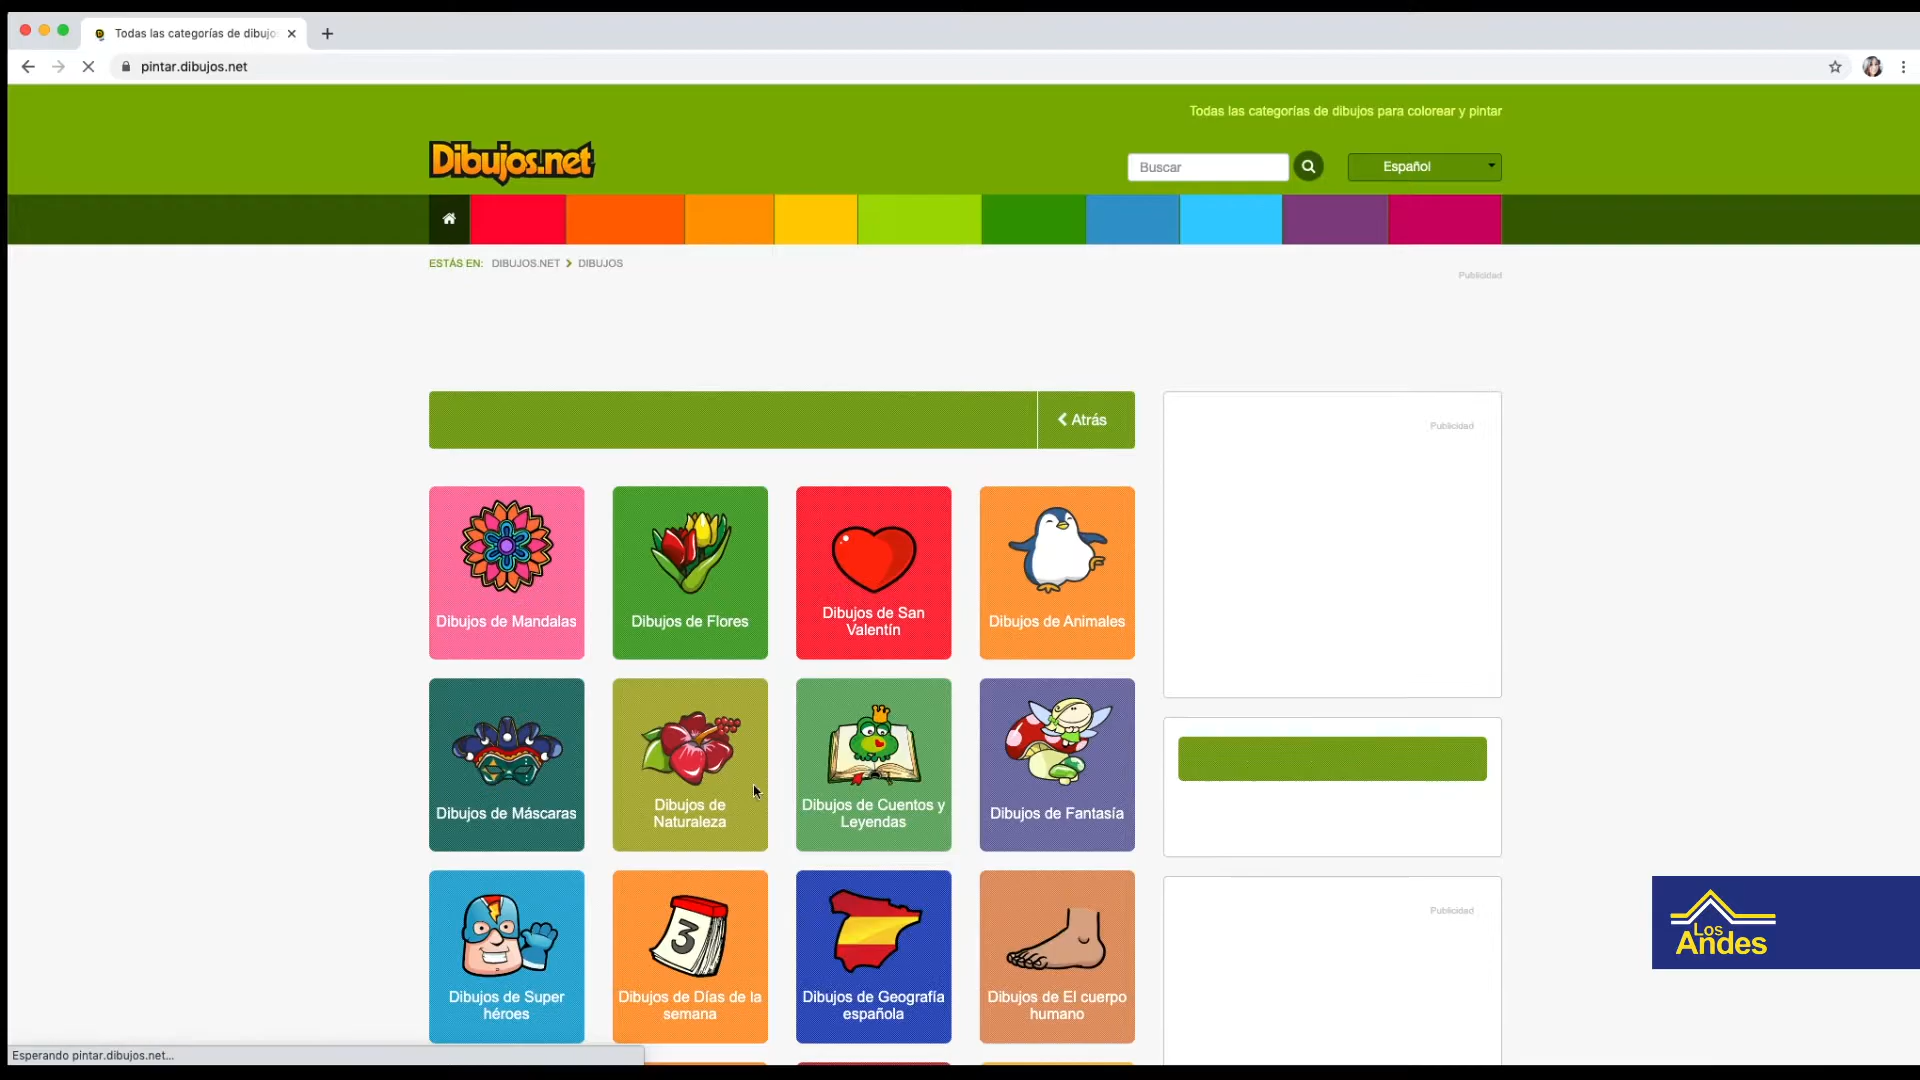 Todas las categorías de dibujo
pintar.dibujos.net
Todas las categorías de dibujos para colorear y pintar
Dibujos.net
Buscar
Español
ESTÁS EN: DIBUJOS.NET > DIBUJOS
Publicidad
Atrás
Publicidad
Dibujos de Mandalas
Dibujos de Flores
Dibujos de San
Valentín
Dibujos de Animales
Dibujos de Máscaras
Dibujos de
Naturaleza
Dibujos de Cuentos y
Leyendas
Dibujos de Fantasía
3
Dibujos de Super
héroes
Dibujos de Días de la
semana
Dibujos de Geografía
española
Dibujos de El cuerpo
humano
Publicidad
Los
Andes
Esperando pintar.dibujos.net...